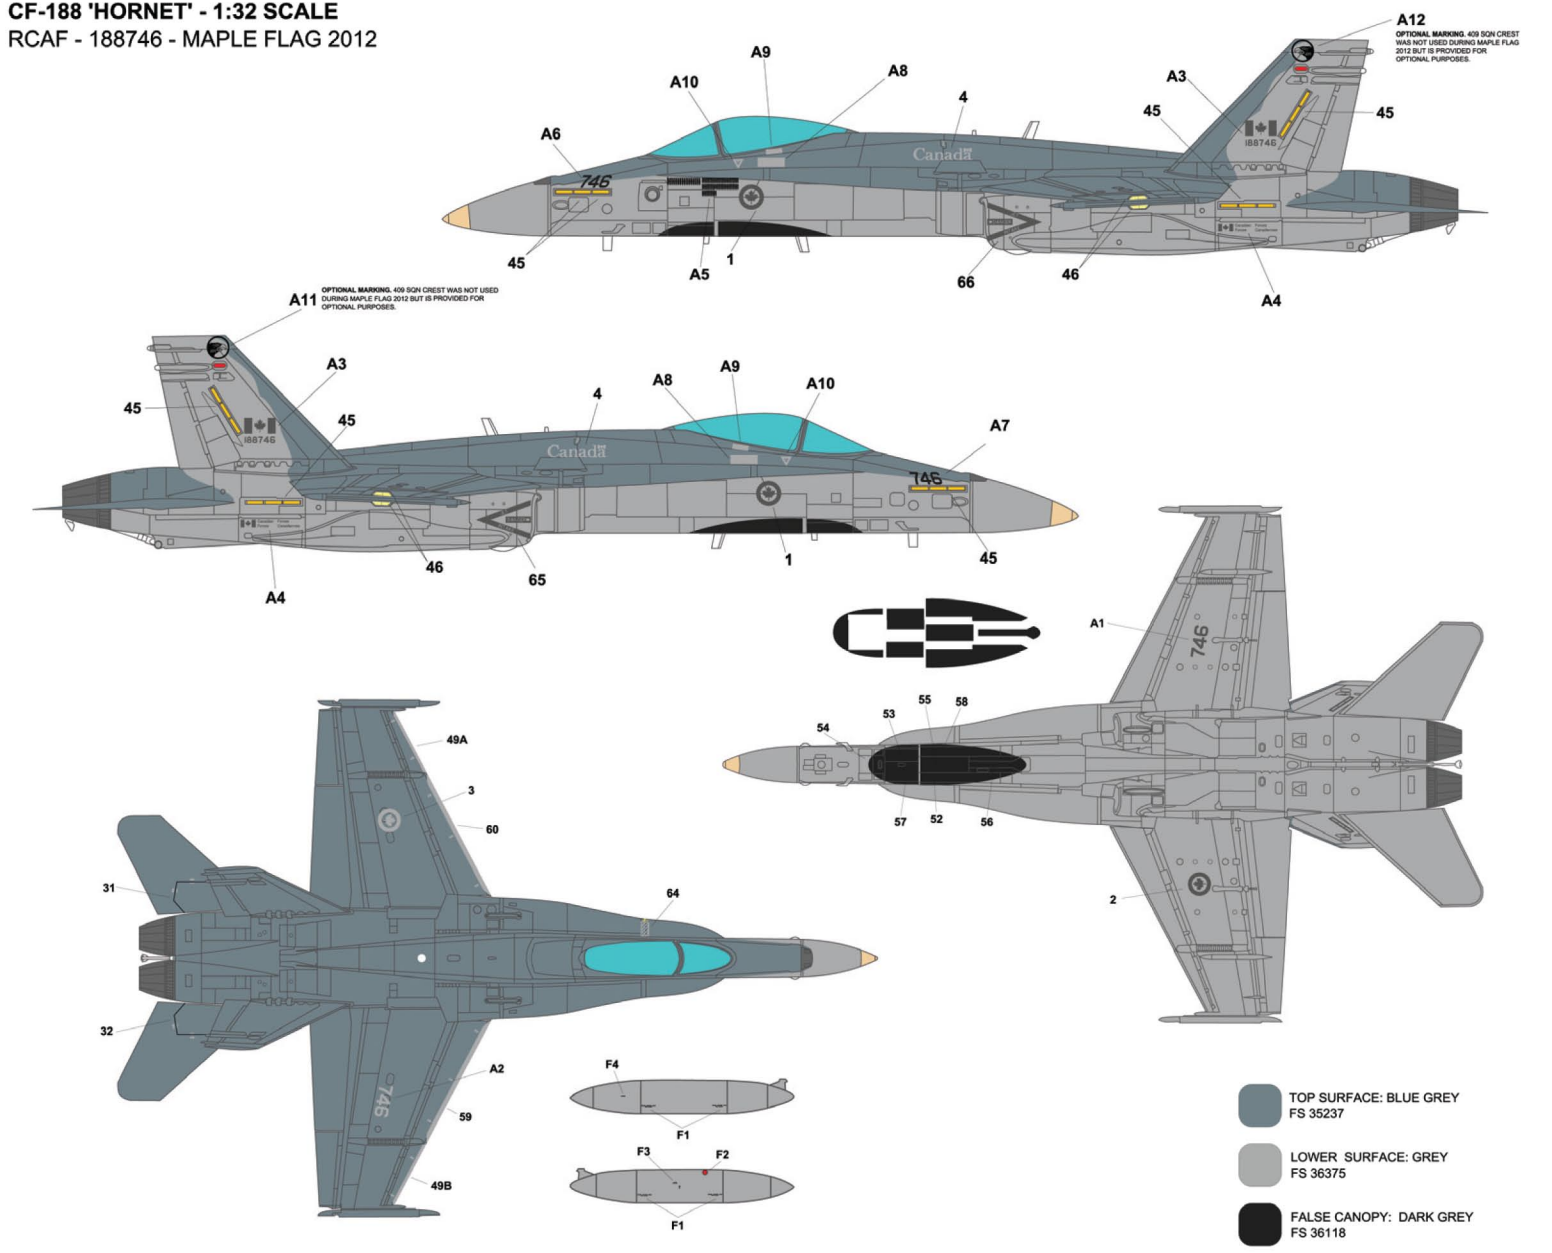 CF-188 'HORNET' - 1:32 SCALE
RCAF - 188746 - MAPLE FLAG 2012
A12
OPTIONAL MARKING. 409 SQN CREST
WAS NOT USED DURING MAPLE FLAG
2012 BUT IS PROVIDED FOR
OPTIONAL PURPOSES.
A9
A10
A8
A3
4
45
45
A6
188746
Canada
746
45
A5
1
66
46
A4
A11
OPTIONAL MARKING. 409 SQN CREST WAS NOT USED
DURING MAPLE FLAG 2012 BUT IS PROVIDED FOR
OPTIONAL PURPOSES.
A3
A9
A8
A10
4
45
45
A7
188746
Canada
746
46
65
1
45
A4
A1
746
55
58
53
54
57
52
56
2
49A
3
60
31
64
32
A2
746
59
49B
F4
F1
F3
F2
F1
TOP SURFACE: BLUE GREY
FS 35237
LOWER SURFACE: GREY
FS 36375
FALSE CANOPY: DARK GREY
FS 36118